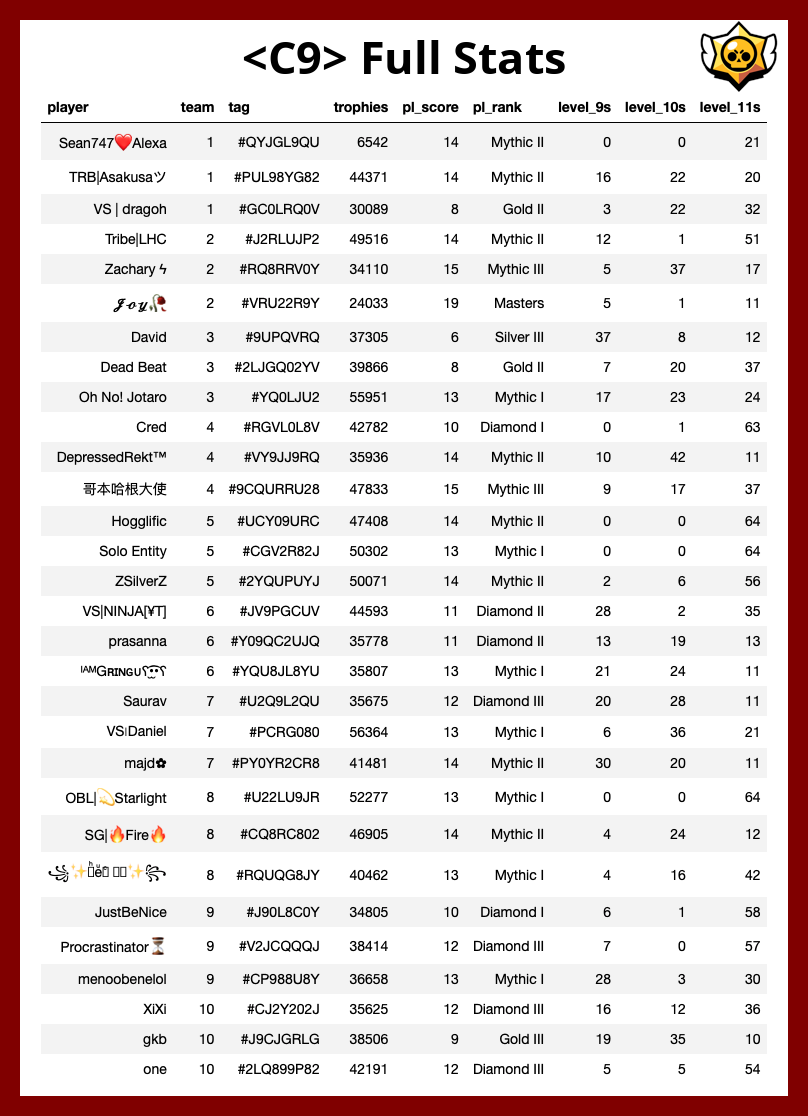 <C9> Full Stats
player team tag trophies pl_score pl_rank level_9s level_10s level_11s
Sean747❤️Alexa 1 #QYJGL9QU 6542 14 Mythic II 0 0 21
TRB|Asakusaツ 1 #PUL98YG82 44371 14 Mythic II 16 22 20
VS | dragoh 1 #GC0LRQ0V 30089 8 Gold II 3 22 32
Tribe|LHC 2 #J2RLUJP2 49516 14 Mythic II 12 1 51
Zachary ϟ 2 #RQ8RRV0Y 34110 15 Mythic III 5 37 17
𝓙𝓸𝔂🥀 2 #VRU22R9Y 24033 19 Masters 5 1 11
David 3 #9UPQVRQ 37305 6 Silver III 37 8 12
Dead Beat 3 #2LJGQ02YV 39866 8 Gold II 7 20 37
Oh No! Jotaro 3 #YQ0LJU2 55951 13 Mythic I 17 23 24
Cred 4 #RGVL0L8V 42782 10 Diamond I 0 1 63
DepressedRekt™ 4 #VY9JJ9RQ 35936 14 Mythic II 10 42 11
哥本哈根大使 4 #9CQURRU28 47833 15 Mythic III 9 17 37
Hogglific 5 #UCY09URC 47408 14 Mythic II 0 0 64
Solo Entity 5 #CGV2R82J 50302 13 Mythic I 0 0 64
ZSilverZ 5 #2YQUPUYJ 50071 14 Mythic II 2 6 56
VS|NINJA[¥T] 6 #JV9PGCUV 44593 11 Diamond II 28 2 35
prasanna 6 #Y09QC2UJQ 35778 11 Diamond II 13 19 13
ᴵᴬᴹGʀɪɴɢᴜ 6 #YQU8JL8YU 35807 13 Mythic I 21 24 11
Saurav 7 #U2Q9L2QU 35675 12 Diamond III 20 28 11
VS|Daniel 7 #PCRG080 56364 13 Mythic I 6 36 21
majd✿ 7 #PY0YR2CR8 41481 14 Mythic II 30 20 11
OBL|💫Starlight 8 #U22LU9JR 52277 13 Mythic I 0 0 64
SG|🔥Fire🔥 8 #CQ8RC802 46905 14 Mythic II 4 24 12
8 #RQUQG8JY 40462 13 Mythic I 4 16 42
JustBeNice 9 #J90L8C0Y 34805 10 Diamond I 6 1 58
Procrastinator⏳ 9 #V2JCQQQJ 38414 12 Diamond III 7 0 57
menoobenelol 9 #CP988U8Y 36658 13 Mythic I 28 3 30
XiXi 10 #CJ2Y202J 35625 12 Diamond III 16 12 36
gkb 10 #J9CJGRLG 38506 9 Gold III 19 35 10
one 10 #2LQ899P82 42191 12 Diamond III 5 5 54